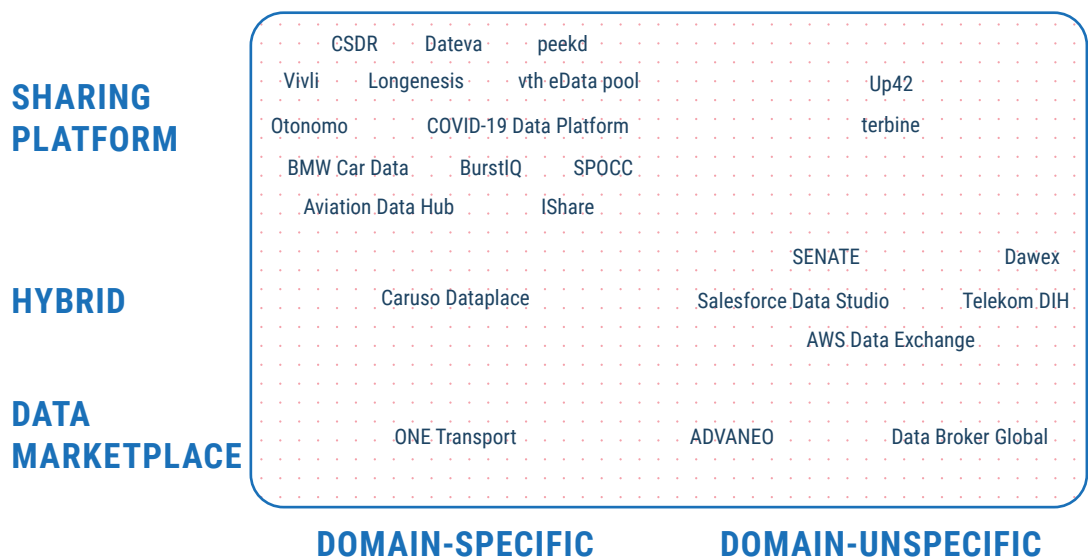 CSDR Dateva peekd
Vivli Longenesis vth eData pool Up42
SHARING
PLATFORM
Otonomo COVID-19 Data Platform terbine
BMW Car Data BurstIQ SPOCC
Aviation Data Hub IShare
SENATE Dawex
HYBRID
Caruso Dataplace Salesforce Data Studio Telekom DIH
AWS Data Exchange
DATA
MARKETPLACE
ONE Transport ADVANEO Data Broker Global
DOMAIN-SPECIFIC DOMAIN-UNSPECIFIC